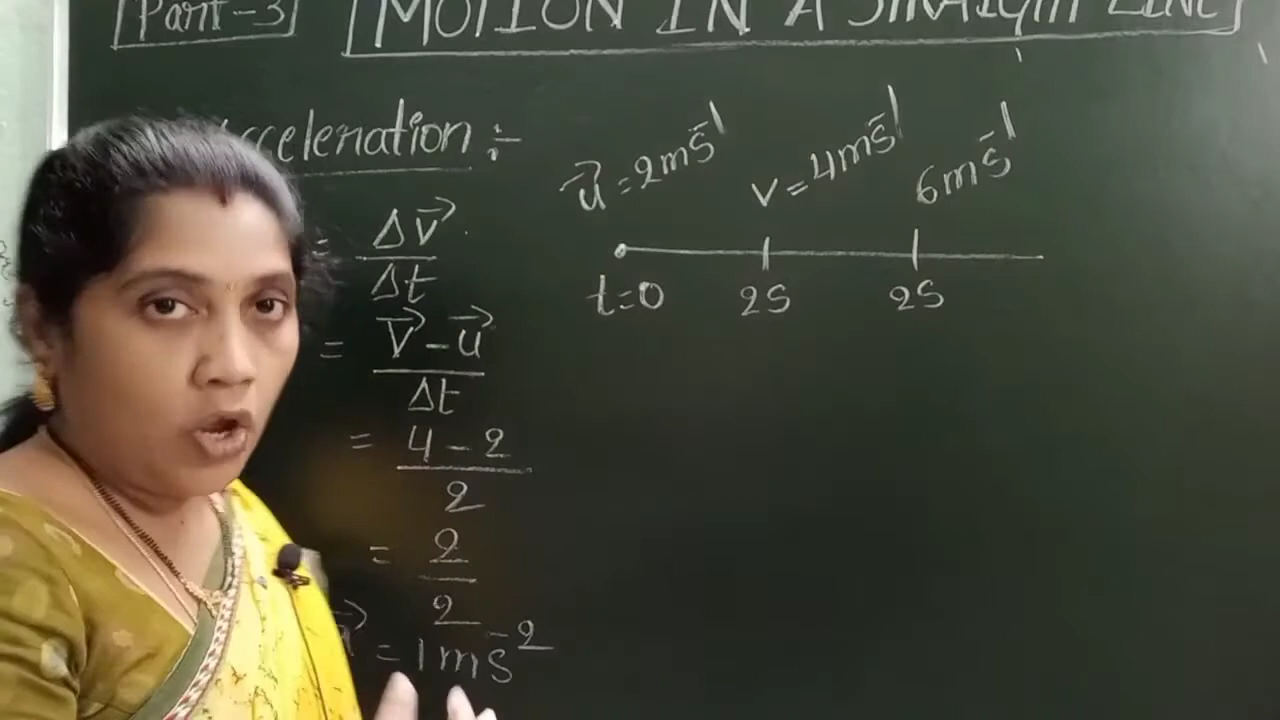 Part-3
MOTION IN A STRAIGHT LINE
cceleration :-
= Δv⃗ / Δt
= v⃗ - u⃗ / Δt
= 4 - 2 / 2
= 2 / 2
= 1 ms⁻²
u⃗ = 2ms⁻¹
v = 4ms⁻¹
6ms⁻¹
t=0 2S 2S